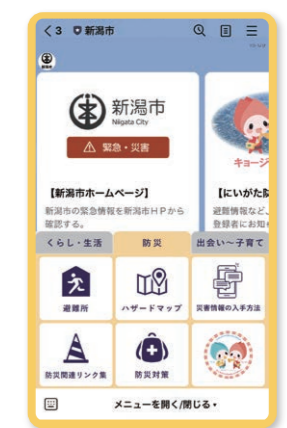 3 新潟市
新潟市
Niigata City
緊急・災害
キージ
【新潟市ホームページ】
新潟市の緊急情報を新潟市HPから
確認する。
【にいがた防
避難情報など、
登録者にお知
くらし・生活
防災
出会い～子育て
避難所
ハザードマップ
災害情報の入手方法
防災関連リンク集
防災対策
メニューを開く/閉じる